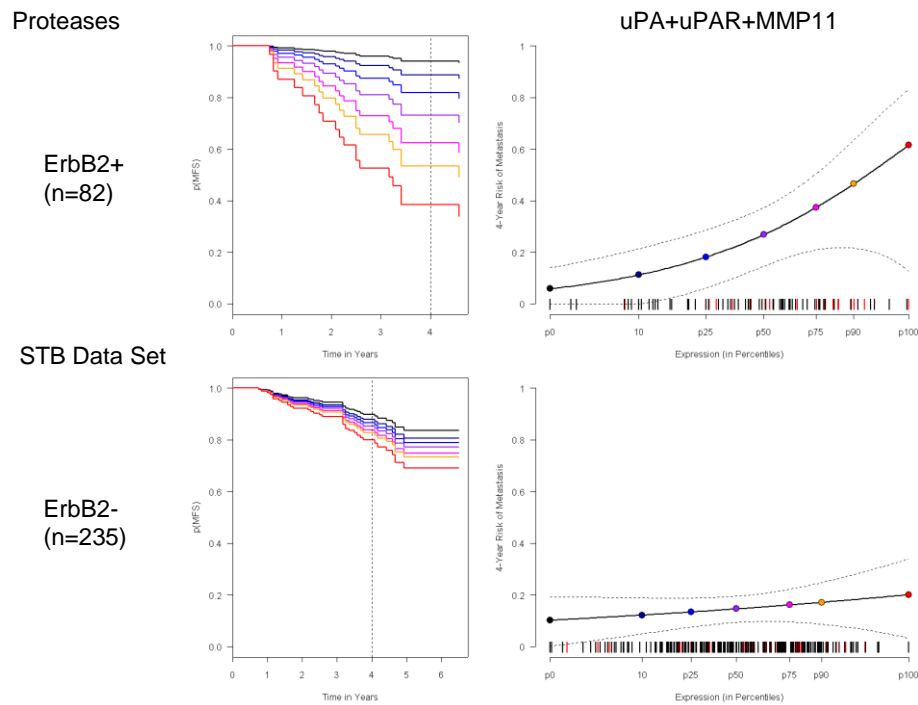 Proteases
uPA+uPAR+MMP11
ErbB2+
(n=82)
p(MFS)
1.0
0.8
0.6
0.4
0.2
0.0
0 1 2 3 4
Time in Years
4-Year Risk of Metastasis
1.0
0.8
0.6
0.4
0.2
0.0
p0 10 p25 p50 p75 p90 p100
Expression (in Percentiles)
STB Data Set
ErbB2-
(n=235)
p(MFS)
1.0
0.8
0.6
0.4
0.2
0.0
0 1 2 3 4 5 6
Time in Years
4-Year Risk of Metastasis
1.0
0.8
0.6
0.4
0.2
0.0
p0 10 p25 p50 p75 p90 p100
Expression (in Percentiles)